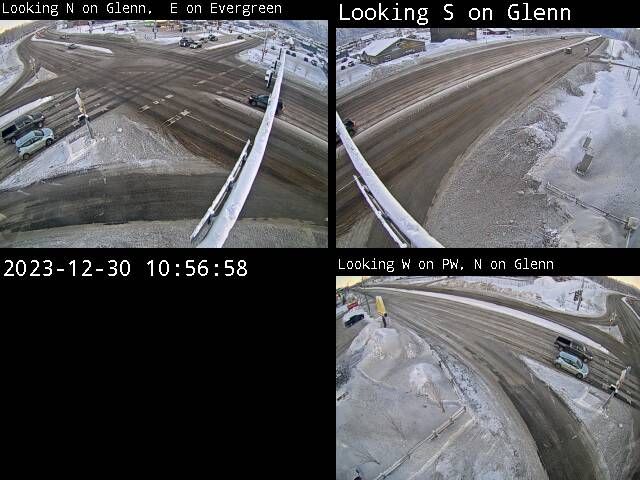 Looking N on Glenn,  E on Evergreen
Looking S on Glenn
2023-12-30 10:56:58
Looking W on PW, N on Glenn